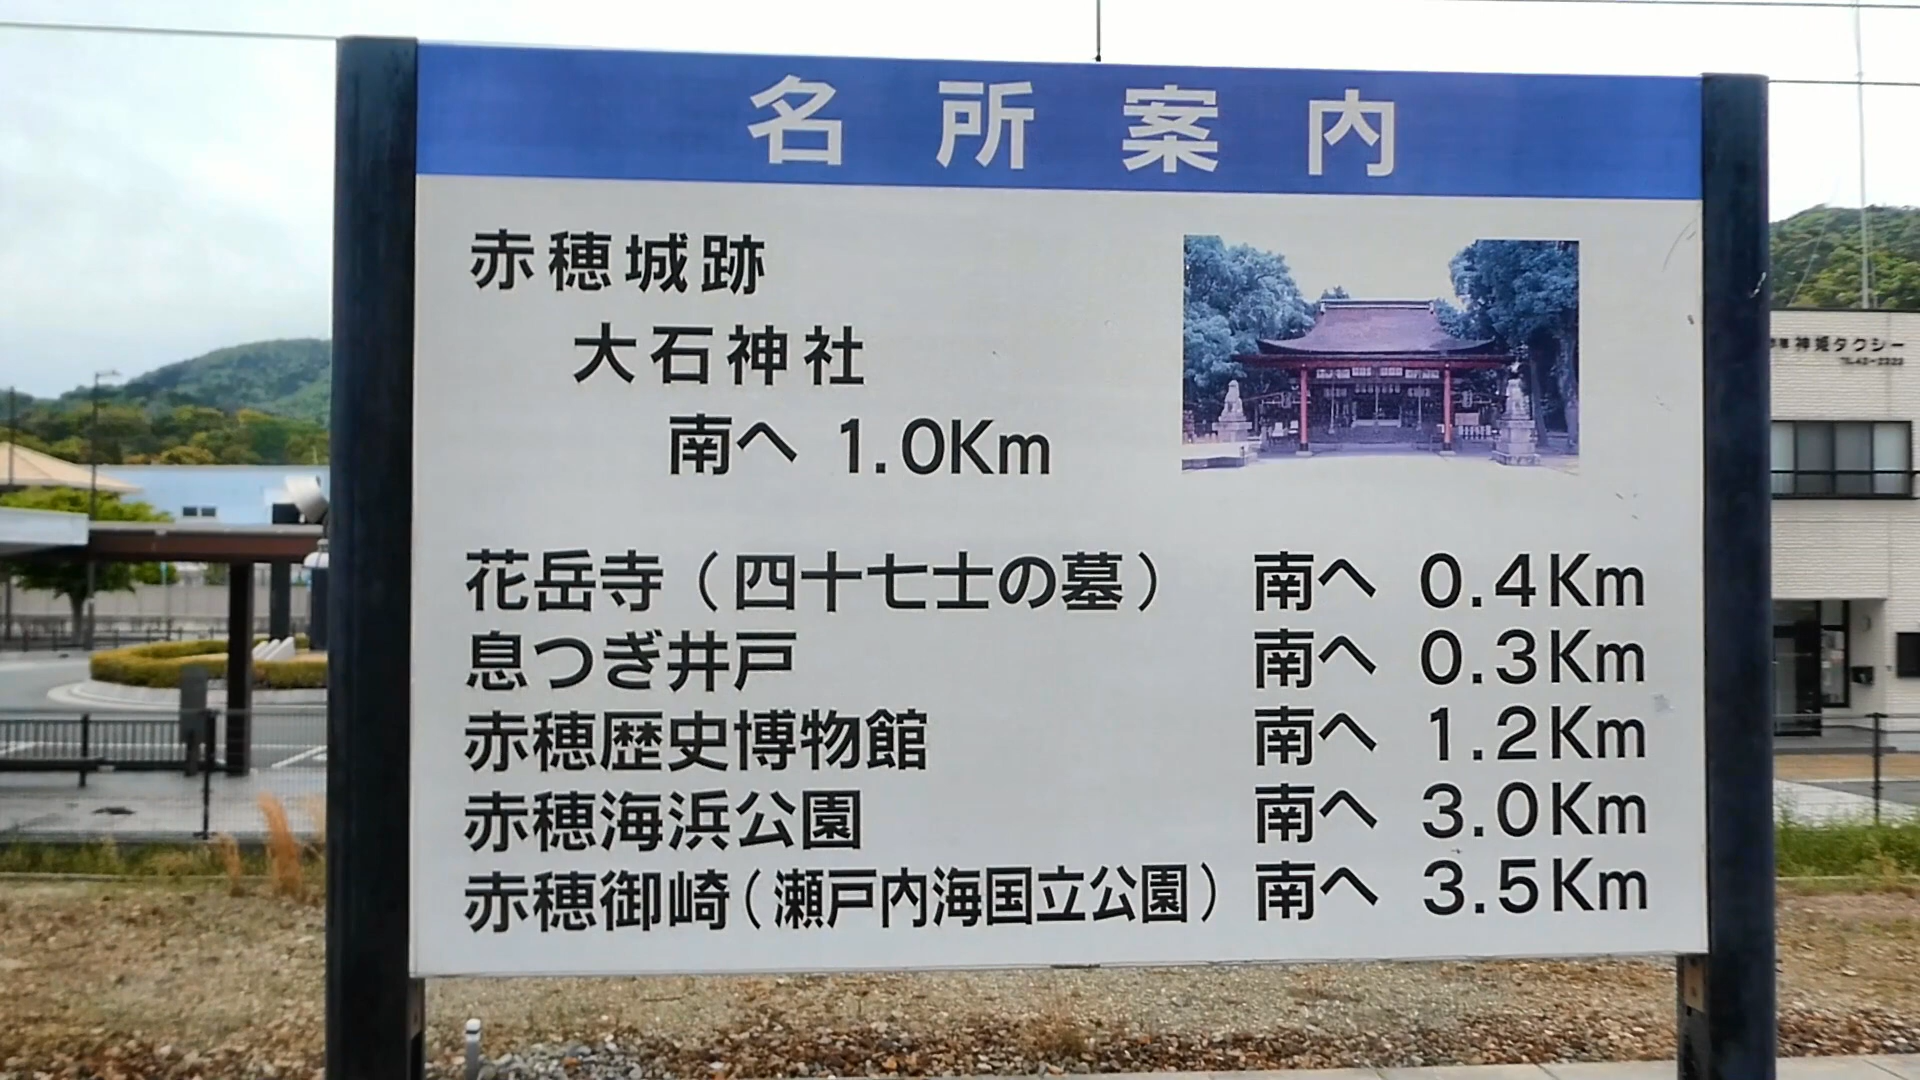 名所案内
赤穂城跡
大石神社
南へ 1.0Km
花岳寺（四十七士の墓） 南へ 0.4Km
息つぎ井戸 南へ 0.3Km
赤穂歴史博物館 南へ 1.2Km
赤穂海浜公園 南へ 3.0Km
赤穂御崎（瀬戸内海国立公園） 南へ 3.5Km
神姫タクシー